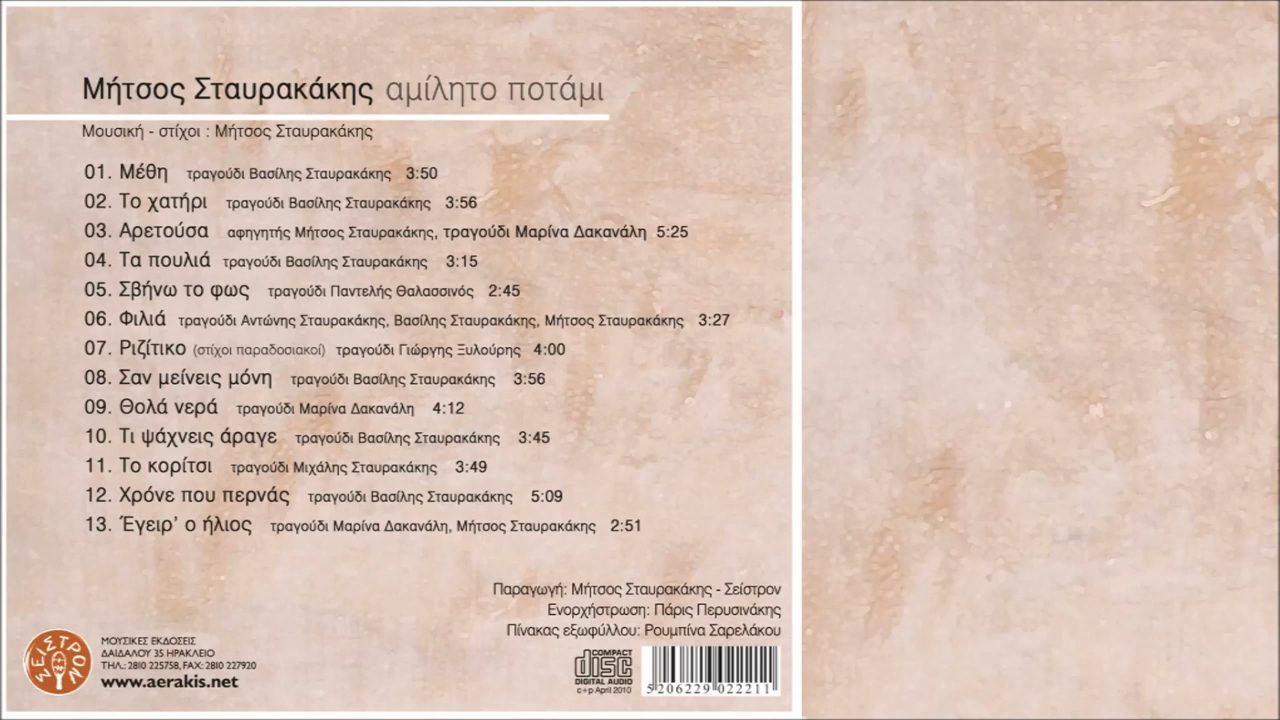 Μήτσος Σταυρακάκης αμίλητο ποτάμι
Μουσική - στίχοι : Μήτσος Σταυρακάκης
01. Μέθη τραγούδι Βασίλης Σταυρακάκης 3:50
02. Το χατήρι τραγούδι Βασίλης Σταυρακάκης 3:56
03. Αρετούσα αφηγητής Μήτσος Σταυρακάκης, τραγούδι Μαρίνα Δακανάλη 5:25
04. Τα πουλιά τραγούδι Βασίλης Σταυρακάκης 3:15
05. Σβήνω το φως τραγούδι Παντελής Θαλασσινός 2:45
06. Φιλιά τραγούδι Αντώνης Σταυρακάκης, Βασίλης Σταυρακάκης, Μήτσος Σταυρακάκης 3:27
07. Ριζίτικο (στίχοι παραδοσιακοί) τραγούδι Γιώργης Ξυλούρης 4:00
08. Σαν μείνεις μόνη τραγούδι Βασίλης Σταυρακάκης 3:56
09. Θολά νερά τραγούδι Μαρίνα Δακανάλη 4:12
10. Τι ψάχνεις άραγε τραγούδι Βασίλης Σταυρακάκης 3:45
11. Το κορίτσι τραγούδι Μιχάλης Σταυρακάκης 3:49
12. Χρόνε που περνάς τραγούδι Βασίλης Σταυρακάκης 5:09
13. Έγειρ' ο ήλιος τραγούδι Μαρίνα Δακανάλη, Μήτσος Σταυρακάκης 2:51
Παραγωγή: Μήτσος Σταυρακάκης - Σείστρον
Ενορχήστρωση: Πάρις Περυσινάκης
Πίνακας εξωφύλλου: Ρουμπίνα Σαρελάκου
ΣΕΙΣΤΡΟΝ
ΜΟΥΣΙΚΕΣ ΕΚΔΟΣΕΙΣ
ΔΑΙΔΑΛΟΥ 35 ΗΡΑΚΛΕΙΟ
ΤΗΛ.: 2810 225758, FAX: 2810 227920
www.aerakis.net
COMPACT
disc
DIGITAL AUDIO
c+p April 2010
5 206229 022211